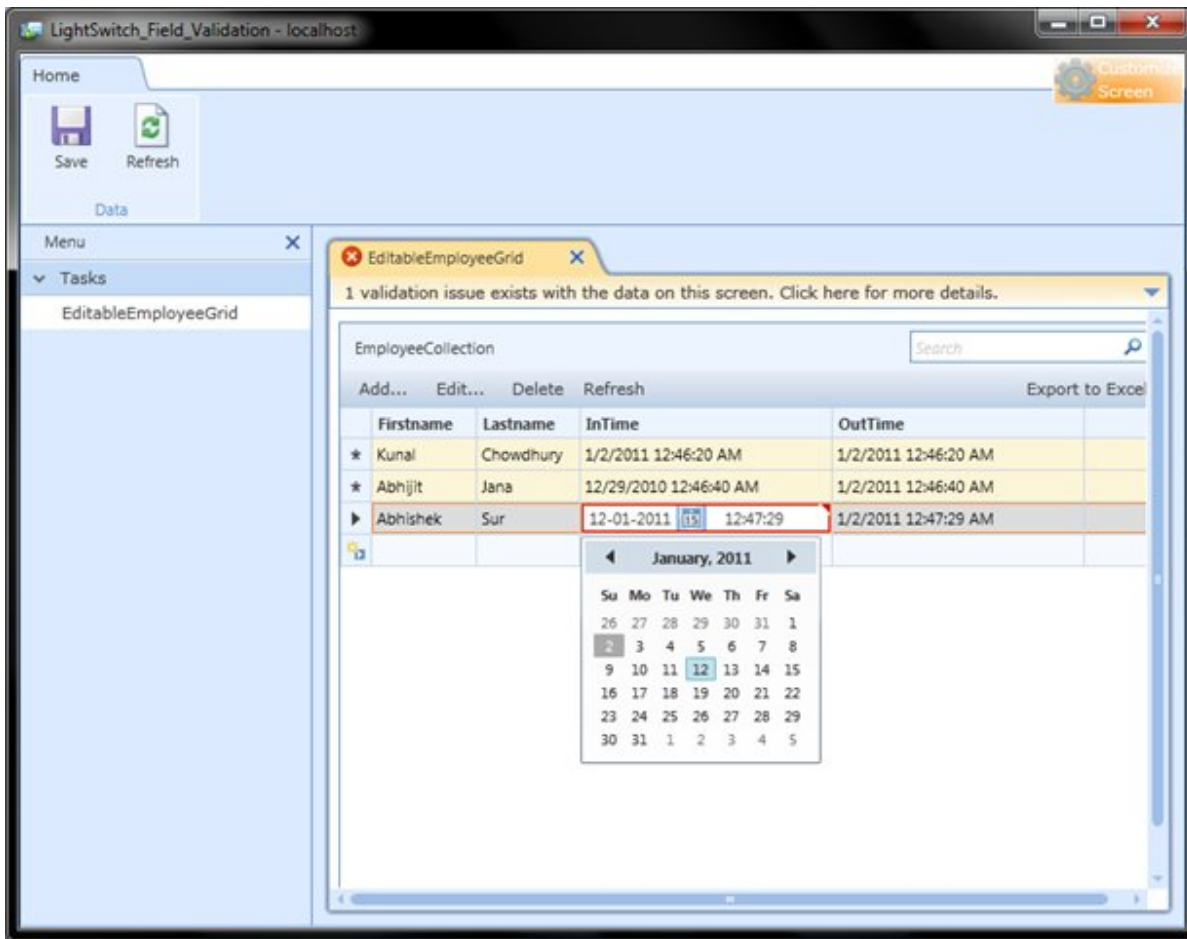 LightSwitch_Field_Validation - localhost
Home
Customize
Screen
Save Refresh
Data
Menu
Tasks
EditableEmployeeGrid
EditableEmployeeGrid
1 validation issue exists with the data on this screen. Click here for more details.
EmployeeCollection Search
Add... Edit... Delete Refresh Export to Excel
Firstname Lastname InTime OutTime
* Kunal Chowdhury 1/2/2011 12:46:20 AM 1/2/2011 12:46:20 AM
* Abhijit Jana 12/29/2010 12:46:40 AM 1/2/2011 12:46:40 AM
Abhishek Sur 12-01-2011 15 12:47:29 1/2/2011 12:47:29 AM
January, 2011
Su Mo Tu We Th Fr Sa
26 27 28 29 30 31 1
2 3 4 5 6 7 8
9 10 11 12 13 14 15
16 17 18 19 20 21 22
23 24 25 26 27 28 29
30 31 1 2 3 4 5